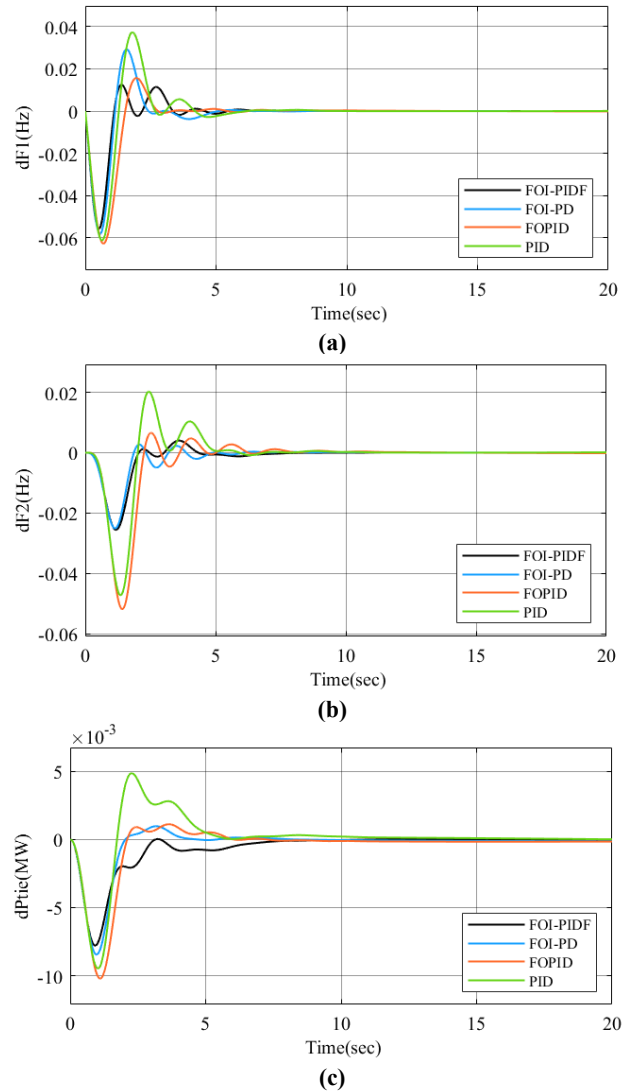 0.04
0.02
0
-0.02
-0.04
-0.06
dF1(Hz)
FOI-PIDF
FOI-PD
FOPID
PID
0 5 10 15 20
Time(sec)
(a)
0.02
0
-0.02
-0.04
-0.06
dF2(Hz)
FOI-PIDF
FOI-PD
FOPID
PID
0 5 10 15 20
Time(sec)
(b)
×10⁻³
5
0
-5
-10
dPtie(MW)
FOI-PIDF
FOI-PD
FOPID
PID
0 5 10 15 20
Time(sec)
(c)